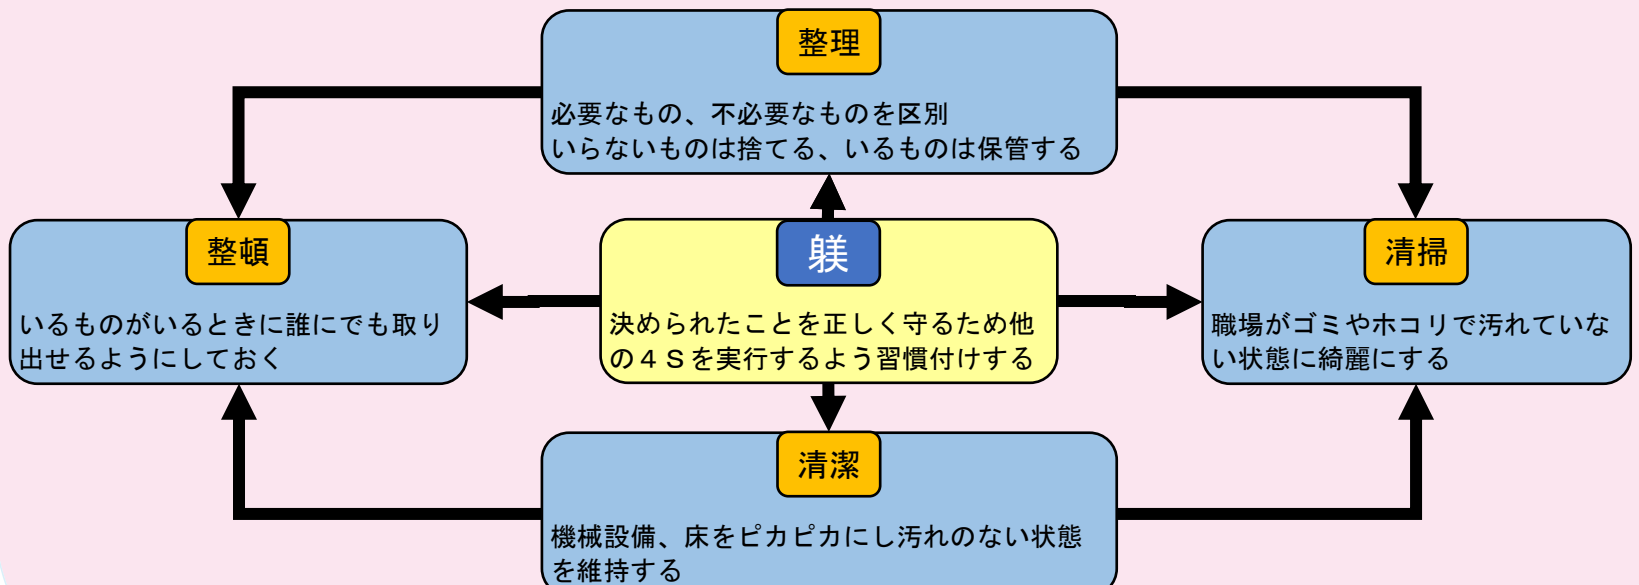 整理
必要なもの、不必要なものを区別
いらないものは捨てる、いるものは保管する
整頓
いるものがいるときに誰にでも取り
出せるようにしておく
躾
決められたことを正しく守るため他
の４Ｓを実行するよう習慣付けする
清掃
職場がゴミやホコリで汚れていな
い状態に綺麗にする
清潔
機械設備、床をピカピカにし汚れのない状態
を維持する